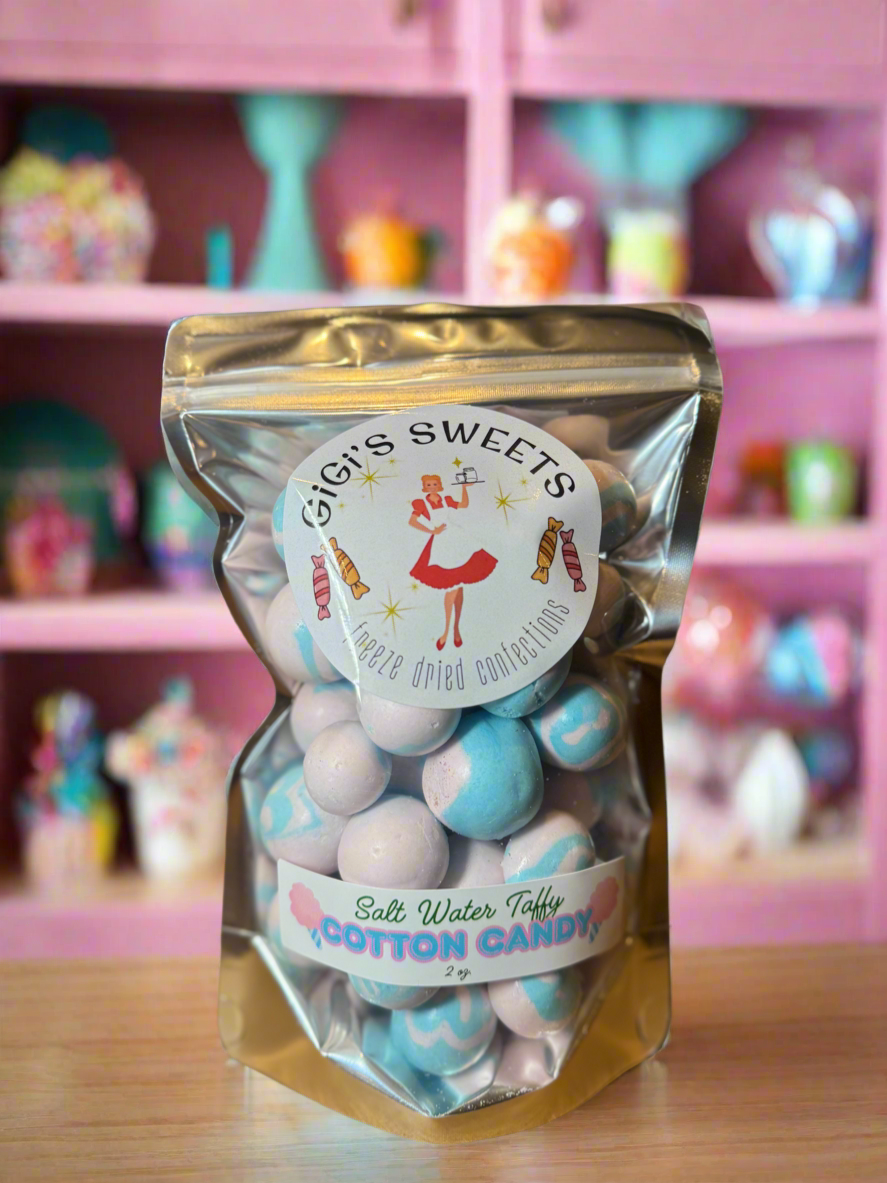 GiGi'S SWEETS
freeze dried confections
Salt Water Taffy
COTTON CANDY
2 oz.